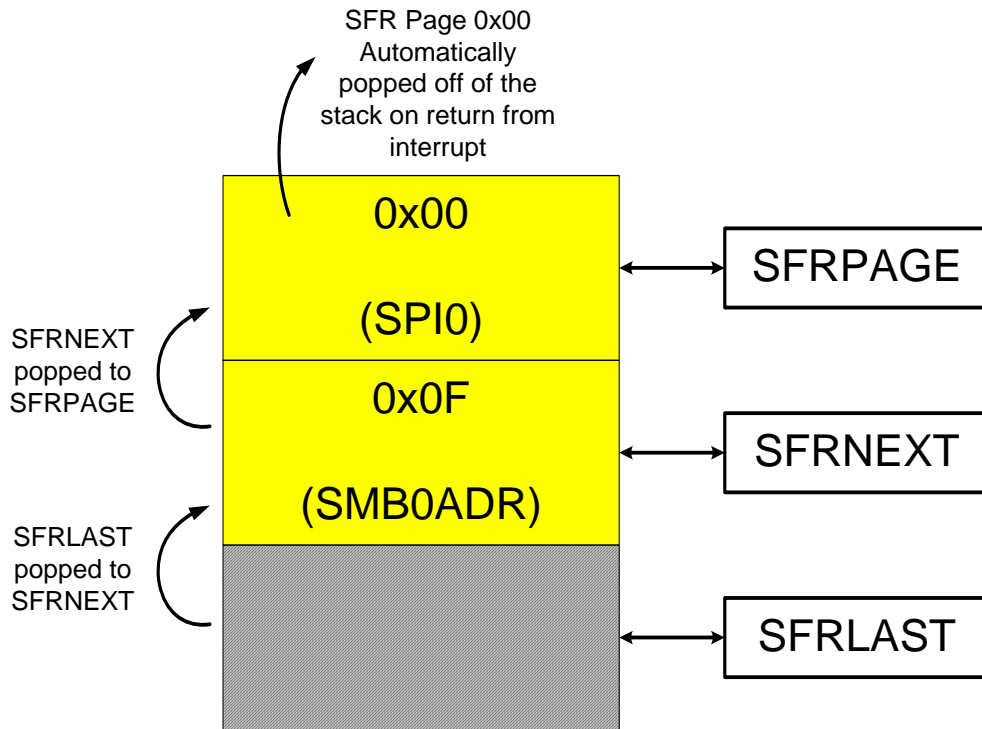 SFR Page 0x00
Automatically
popped off of the
stack on return from
interrupt
0x00
(SPI0)
SFRPAGE
SFRNEXT
popped to
SFRPAGE
0x0F
(SMB0ADR)
SFRNEXT
SFRLAST
popped to
SFRNEXT
SFRLAST